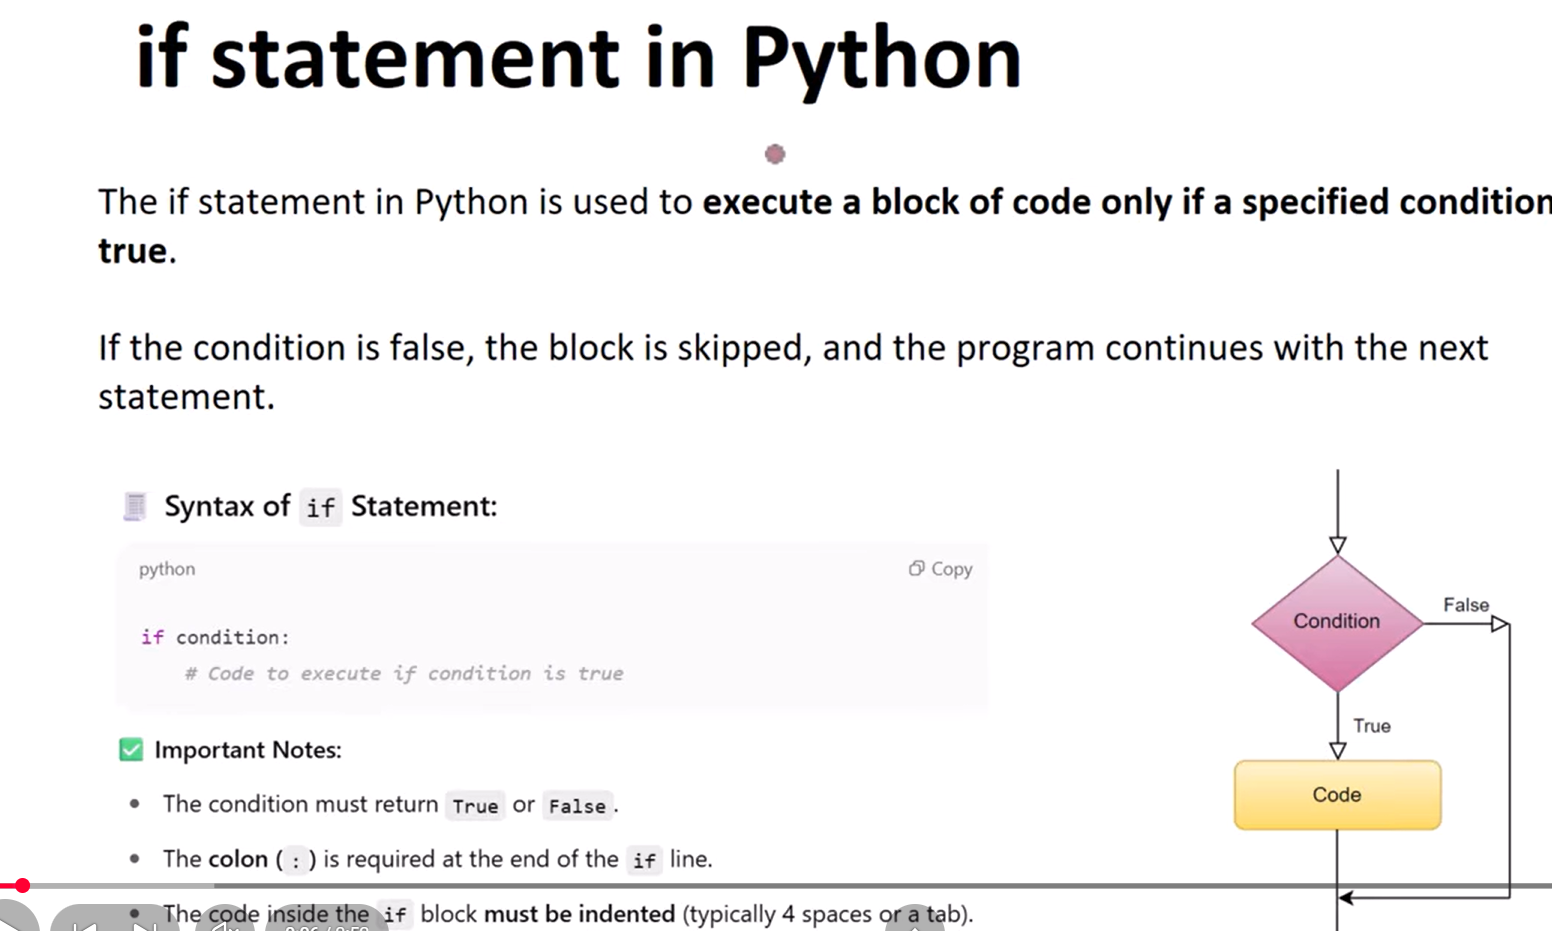 if statement in Python
The if statement in Python is used to execute a block of code only if a specified condition
true.
If the condition is false, the block is skipped, and the program continues with the next
statement.
Syntax of if Statement:
python
Copy
if condition:
# Code to execute if condition is true
Important Notes:
The condition must return True or False.
The colon (:) is required at the end of the if line.
The code inside the if block must be indented (typically 4 spaces or a tab).
Condition
False
True
Code